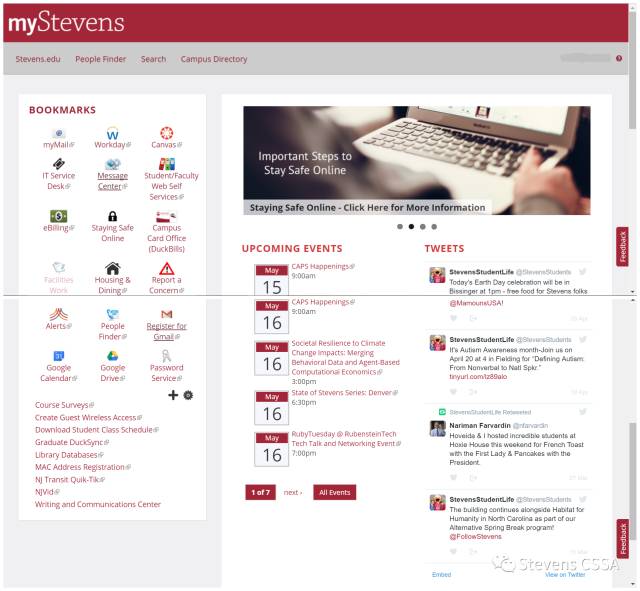 myStevens
Stevens.edu People Finder Search Campus Directory
BOOKMARKS
myMail
Workday
Canvas
IT Service
Desk
Message
Center
Student/Faculty
Web Self
Services
eBilling
Staying Safe
Online
Campus
Card Office
(DuckBills)
Facilities
Work
Housing &
Dining
Report a
Concern
Alerts
People
Finder
Register for
Gmail
Google
Calendar
Google
Drive
Password
Service
Course Surveys
Create Guest Wireless Access
Download Student Class Schedule
Graduate DuckSync
Library Databases
MAC Address Registration
NJ Transit Quik-Tik
NJVid
Writing and Communications Center
Important Steps to
Stay Safe Online
Staying Safe Online - Click Here for More Information
UPCOMING EVENTS
May
15
CAPS Happenings
9:00am
May
16
CAPS Happenings
9:00am
May
16
Societal Resilience to Climate
Change Impacts: Merging
Behavioral Data and Agent-Based
Computational Economics
3:00pm
May
16
State of Stevens Series: Denver
6:30pm
May
16
RubyTuesday @ RubensteinTech
Tech Talk and Networking Event
7:00pm
1 of 7 next › All Events
TWEETS
StevensStudentLife @StevensStudents
Today's Earth Day celebration will be in
Bissinger at 1pm - free food for Stevens folks
@MamounsUSA!
StevensStudentLife @StevensStudents
It's Autism Awareness month-Join us on
April 20 at 4 in Fielding for "Defining Autism:
From Nonverbal to Natl Spkr."
StevensStudentLife Retweeted
Nariman Farvardin @nfarvardin
Hoveida & I hosted incredible students at
Hoxie House this weekend for French Toast
with the First Lady & Pancakes with the
President.
StevensStudentLife @StevensStudents
The building continues alongside Habitat for
Humanity in North Carolina as part of our
Alternative Spring Break program!
@FollowStevens
Embed View on Twitter
Feedback
Feedback
Stevens CSSA